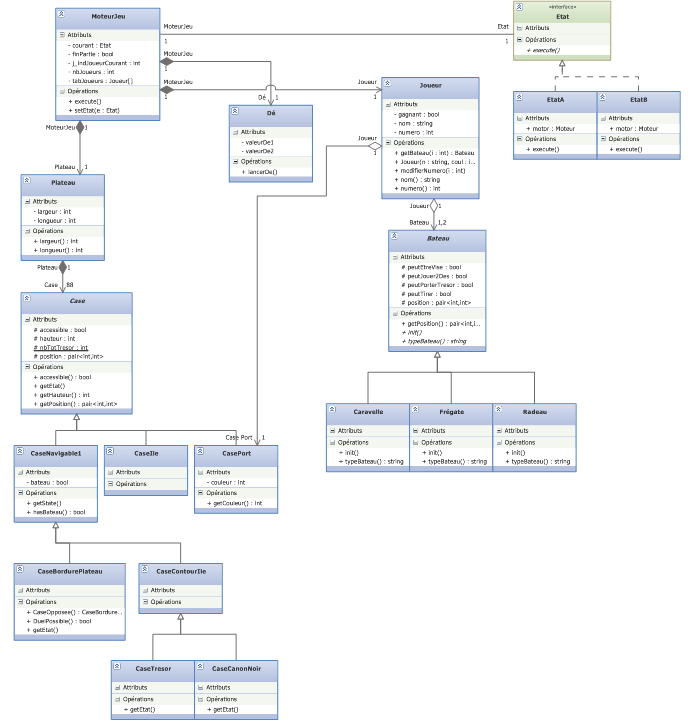 MoteurJeu
Attributs
- courant : Etat
- finPartie : bool
- j_indJoueurCourant : int
- nbJoueurs : int
- tabJoueurs : Joueur[]
Opérations
+ execute()
+ setEtat(e : Etat)
MoteurJeu
1
Etat
1
«interface»
Etat
Attributs
Opérations
+ execute()
MoteurJeu
1
Dé
1
MoteurJeu
1
Joueur
1
EtatA
Attributs
+ motor : Moteur
Opérations
+ execute()
EtatB
Attributs
+ motor : Moteur
Opérations
+ execute()
Dé
Attributs
- valeurDe1
- valeurDe2
Opérations
+ lancerDe()
Joueur
Attributs
- gagnant : bool
- nom : string
- numero : int
Opérations
+ getBateau(i : int) : Bateau
+ Joueur(n : string, coul : i...
+ modifierNumero(i : int)
+ nom() : string
+ numero() : int
Joueur
1
MoteurJeu
1
Plateau
1
Plateau
Attributs
- largeur : int
- longueur : int
Opérations
+ largeur() : int
+ longueur() : int
Joueur
1
Bateau
1,2
Bateau
Attributs
# peutEtreVise : bool
# peutJouer2Des : bool
# peutPorterTresor : bool
# peutTirer : bool
# position : pair<int,int>
Opérations
+ getPosition() : pair<int,i...
+ init()
+ typeBateau() : string
Plateau
1
Case
88
Case
Attributs
# accessible : bool
# hauteur : int
# nbTotTresor : int
# position : pair<int,int>
Opérations
+ accessible() : bool
+ getEtat()
+ getHauteur() : int
+ getPosition() : pair<int,int>
Caravelle
Attributs
Opérations
+ init()
+ typeBateau() : string
Frégate
Attributs
Opérations
+ init()
+ typeBateau() : string
Radeau
Attributs
Opérations
+ init()
+ typeBateau() : string
Case Port
1
CaseNavigable1
Attributs
- bateau : bool
Opérations
+ getState()
+ hasBateau() : bool
CaseIle
Attributs
Opérations
CasePort
Attributs
- couleur : int
Opérations
+ getCouleur() : int
CaseBordurePlateau
Attributs
Opérations
+ CaseOpposee() : CaseBordure...
+ DuelPossible() : bool
+ getEtat()
CaseContourIle
Attributs
Opérations
CaseTresor
Attributs
Opérations
+ getEtat()
CaseCanonNoir
Attributs
Opérations
+ getEtat()